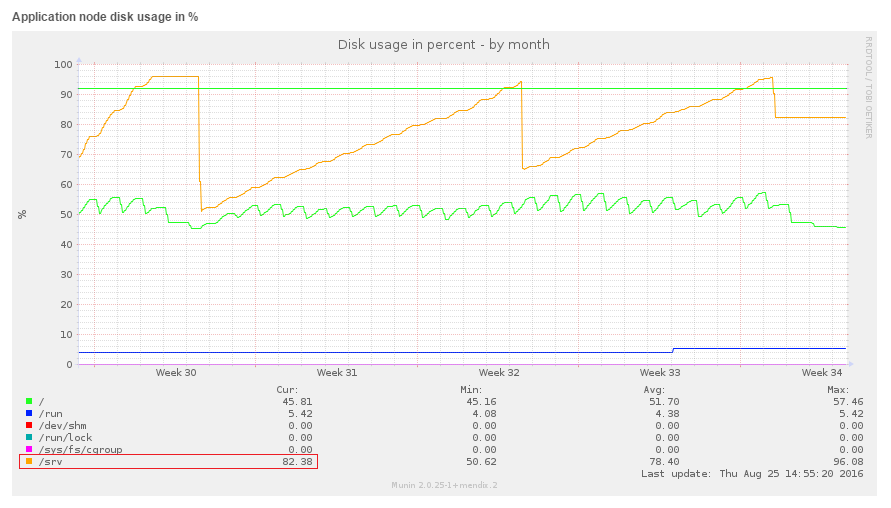 Application node disk usage in %
Disk usage in percent - by month
RRDTOOL / TOBI OETIKER
100
90
80
70
60
50
40
30
20
10
0
%
Week 30 Week 31 Week 32 Week 33 Week 34
Cur: Min: Avg: Max:
/ 45.81 45.16 51.70 57.46
/run 5.42 4.08 4.38 5.42
/dev/shm 0.00 0.00 0.00 0.00
/run/lock 0.00 0.00 0.00 0.00
/sys/fs/cgroup 0.00 0.00 0.00 0.00
/srv 82.38 50.62 78.40 96.08
Last update: Thu Aug 25 14:55:20 2016
Munin 2.0.25-1+mendix.2